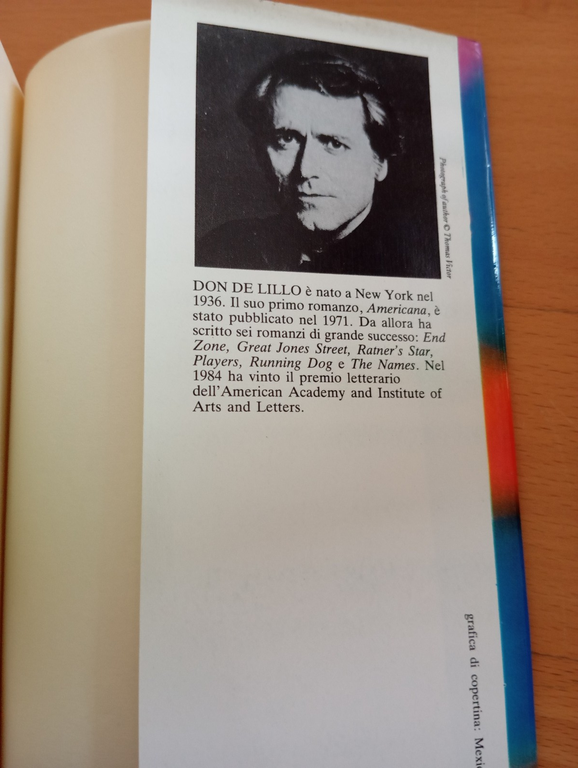 Photograph of author © Thomas Victor
DON DE LILLO è nato a New York nel
1936. Il suo primo romanzo, Americana, è
stato pubblicato nel 1971. Da allora ha
scritto sei romanzi di grande successo: End
Zone, Great Jones Street, Ratner's Star,
Players, Running Dog e The Names. Nel
1984 ha vinto il premio letterario
dell'American Academy and Institute of
Arts and Letters.
grafica di copertina: